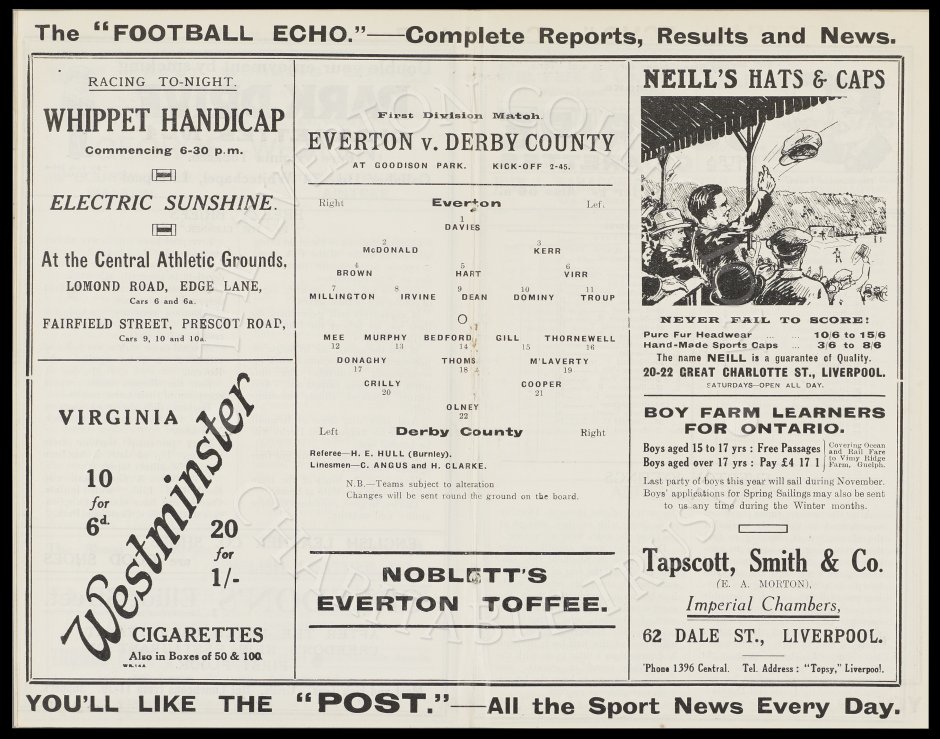 The "FOOTBALL ECHO."—Complete Reports, Results and News.
RACING TO-NIGHT.
WHIPPET HANDICAP
Commencing 6-30 p.m.
ELECTRIC SUNSHINE.
At the Central Athletic Grounds,
LOMOND ROAD, EDGE LANE,
Cars 6 and 6a.
FAIRFIELD STREET, PRESCOT ROAD,
Cars 9, 10 and 10a.
VIRGINIA
Westminster
10
for
6d.
20
for
1/-
CIGARETTES
Also in Boxes of 50 & 100.
First Division Match.
EVERTON v. DERBY COUNTY
AT GOODISON PARK. KICK-OFF 2-45.
Right Everton Left.
1
DAVIES
2 3
McDONALD KERR
4 5 6
BROWN HART VIRR
7 8 9 10 11
MILLINGTON IRVINE DEAN DOMINY TROUP
O
MEE MURPHY BEDFORD GILL THORNEWELL
12 13 14 15 16
DONAGHY THOMS M'LAVERTY
17 18 19
CRILLY COOPER
20 21
OLNEY
22
Left Derby County Right
Referee—H. E. HULL (Burnley).
Linesmen—C. ANGUS and H. CLARKE.
N.B.—Teams subject to alteration
Changes will be sent round the ground on the board.
NOBLETT'S
EVERTON TOFFEE.
NEILL'S HATS & CAPS
NEVER FAIL TO SCORE!
Pure Fur Headwear ... ... 10/6 to 15/6
Hand-Made Sports Caps ... 3/6 to 8/6
The name NEILL is a guarantee of Quality.
20-22 GREAT CHARLOTTE ST., LIVERPOOL.
SATURDAYS—OPEN ALL DAY.
BOY FARM LEARNERS
FOR ONTARIO.
Boys aged 15 to 17 yrs : Free Passages
Boys aged over 17 yrs : Pay £4 17 1
Covering Ocean
and Rail Fare
to Vimy Ridge
Farm, Guelph.
Last party of boys this year will sail during November.
Boys' applications for Spring Sailings may also be sent
to us any time during the Winter months.
Tapscott, Smith & Co.
(E. A. MORTON),
Imperial Chambers,
62 DALE ST., LIVERPOOL.
'Phone 1396 Central. Tel. Address : "Topsy," Liverpool.
YOU'LL LIKE THE "POST."—All the Sport News Every Day.